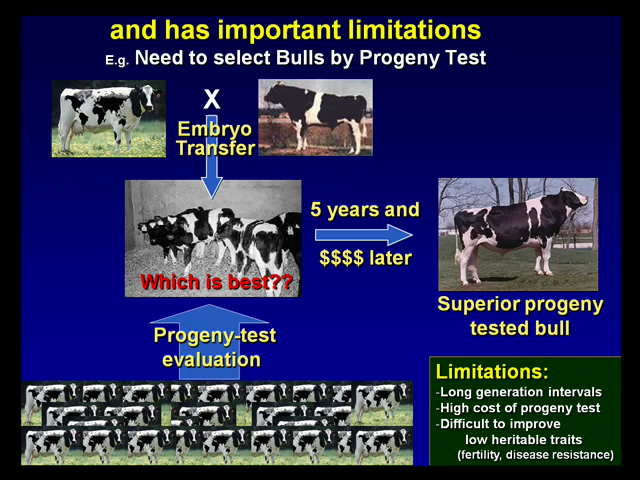 and has important limitations
E.g. Need to select Bulls by Progeny Test
X
Embryo
Transfer
5 years and
$$$$ later
Which is best??
Superior progeny
tested bull
Progeny-test
evaluation
Limitations:
-Long generation intervals
-High cost of progeny test
-Difficult to improve
low heritable traits
(fertility, disease resistance)